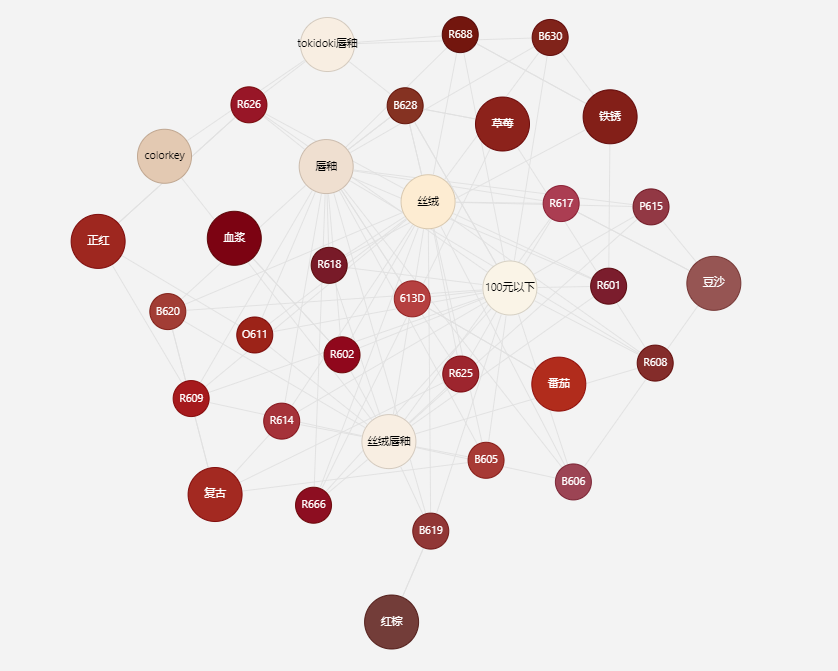 tokidoki唇釉
R688
B630
R626
B628
草莓
铁锈
colorkey
唇釉
丝绒
R617
P615
正红
血浆
R618
100元以下
豆沙
613D
R601
B620
O611
R602
R608
R625
番茄
R609
R614
丝绒唇釉
B605
B606
复古
R666
B619
红棕